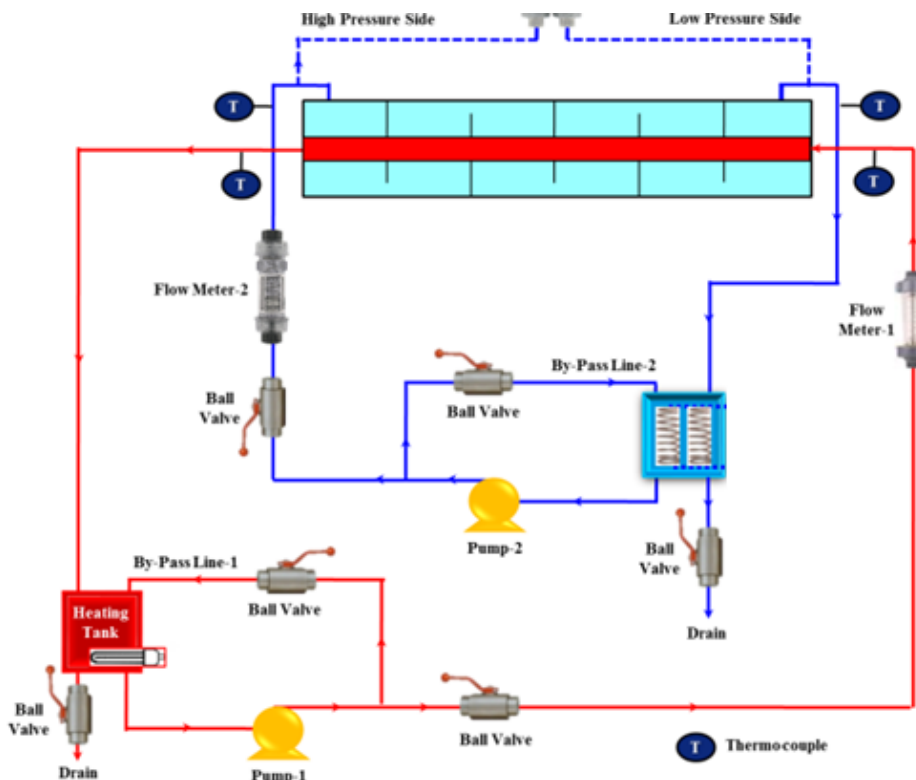 High Pressure Side
Low Pressure Side
T
T
T
T
Flow Meter-2
Flow
Meter-1
By-Pass Line-2
Ball
Valve
Ball Valve
Pump-2
Ball
Valve
By-Pass Line-1
Ball Valve
Heating
Tank
Drain
Ball
Valve
Ball Valve
T
Thermocouple
Drain
Pump-1